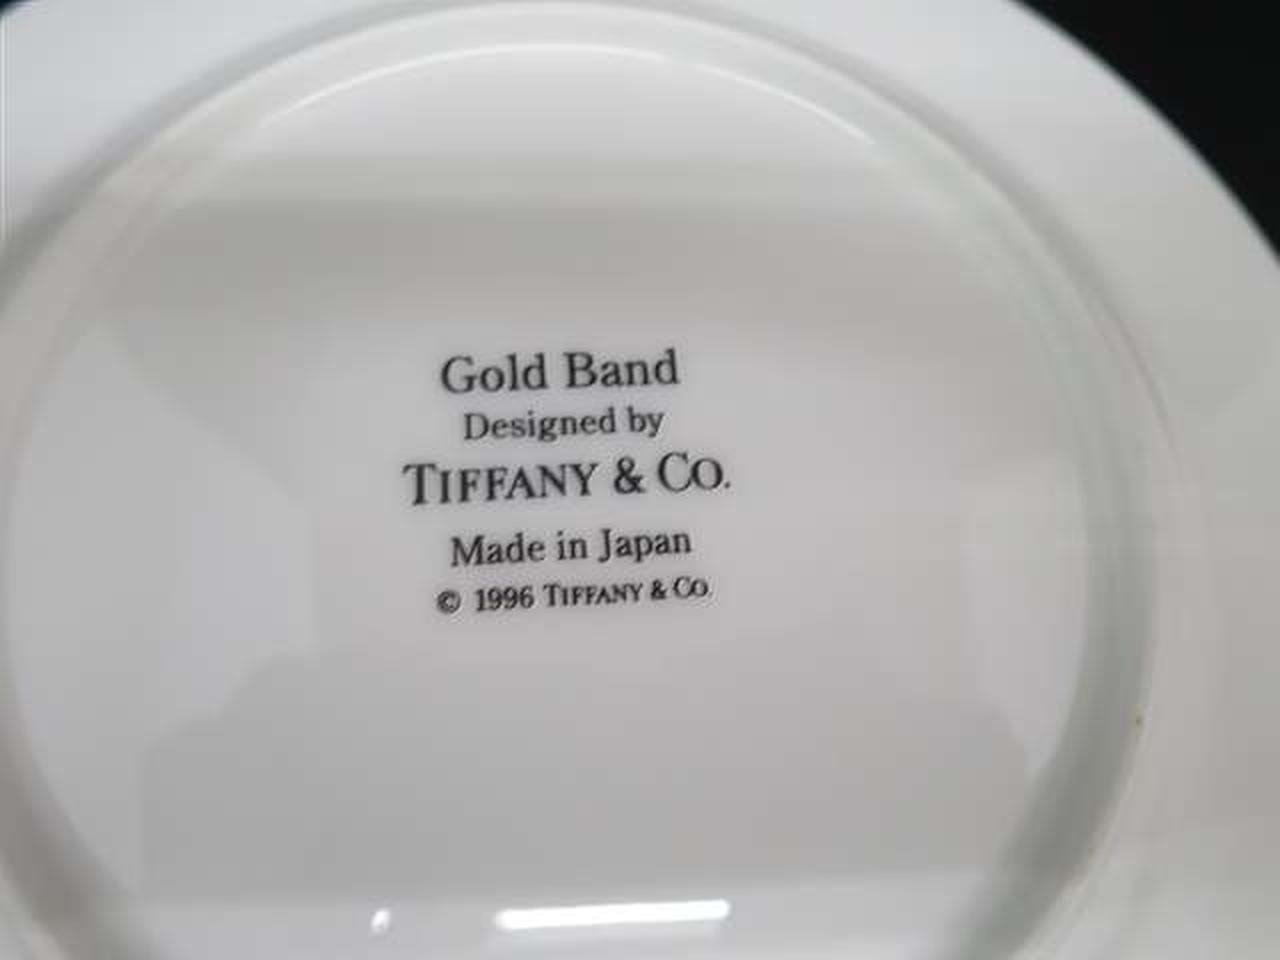 Gold Band
Designed by
TIFFANY & CO.
Made in Japan
© 1996 TIFFANY & CO.